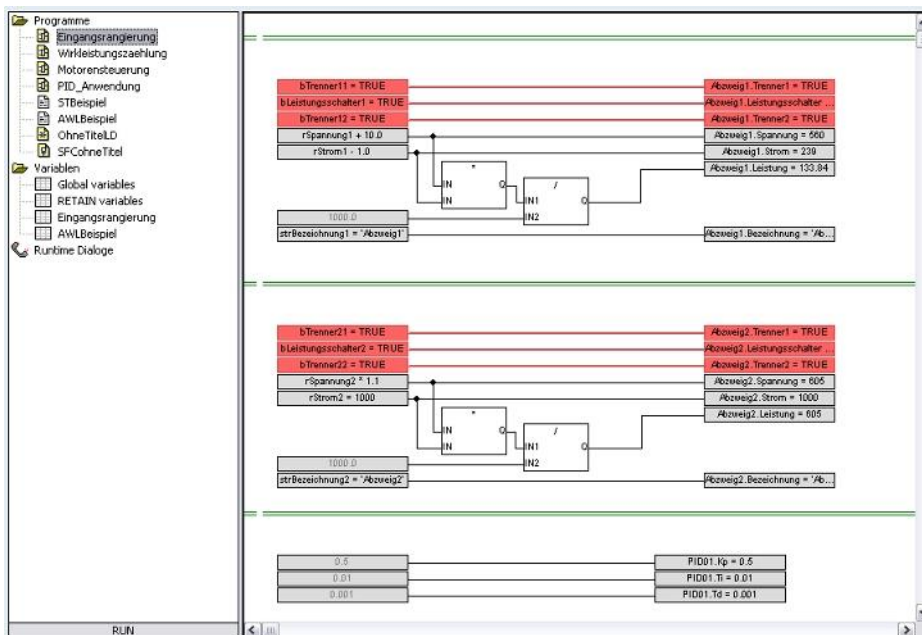 Programme
Eingangsrangierung
Wirkleistungszaehlung
Motorensteuerung
PID_Anwendung
STBeispiel
AWLBeispiel
OhneTitelLD
SFCohneTitel
Variablen
Global variables
RETAIN variables
Eingangsrangierung
AWLBeispiel
Runtime Dialoge
RUN
bTrenner11 = TRUE Abzweig1.Trenner1 = TRUE
bLeistungsschalter1 = TRUE Abzweig1.Leistungsschalter ...
bTrenner12 = TRUE Abzweig1.Trenner2 = TRUE
rSpannung1 + 10.0 Abzweig1.Spannung = 560
rStrom1 - 1.0 Abzweig1.Strom = 239
Abzweig1.Leistung = 133.84
* /
IN Q IN1 Q
IN IN2
1000.0
strBezeichnung1 = 'Abzweig1' Abzweig1.Bezeichnung = 'Ab...
bTrenner21 = TRUE Abzweig2.Trenner1 = TRUE
bLeistungsschalter2 = TRUE Abzweig2.Leistungsschalter ...
bTrenner22 = TRUE Abzweig2.Trenner2 = TRUE
rSpannung2 * 1.1 Abzweig2.Spannung = 605
rStrom2 = 1000 Abzweig2.Strom = 1000
Abzweig2.Leistung = 605
* /
IN Q IN1 Q
IN IN2
1000.0
strBezeichnung2 = 'Abzweig2' Abzweig2.Bezeichnung = 'Ab...
0.5 PID01.Kp = 0.5
0.01 PID01.Ti = 0.01
0.001 PID01.Td = 0.001